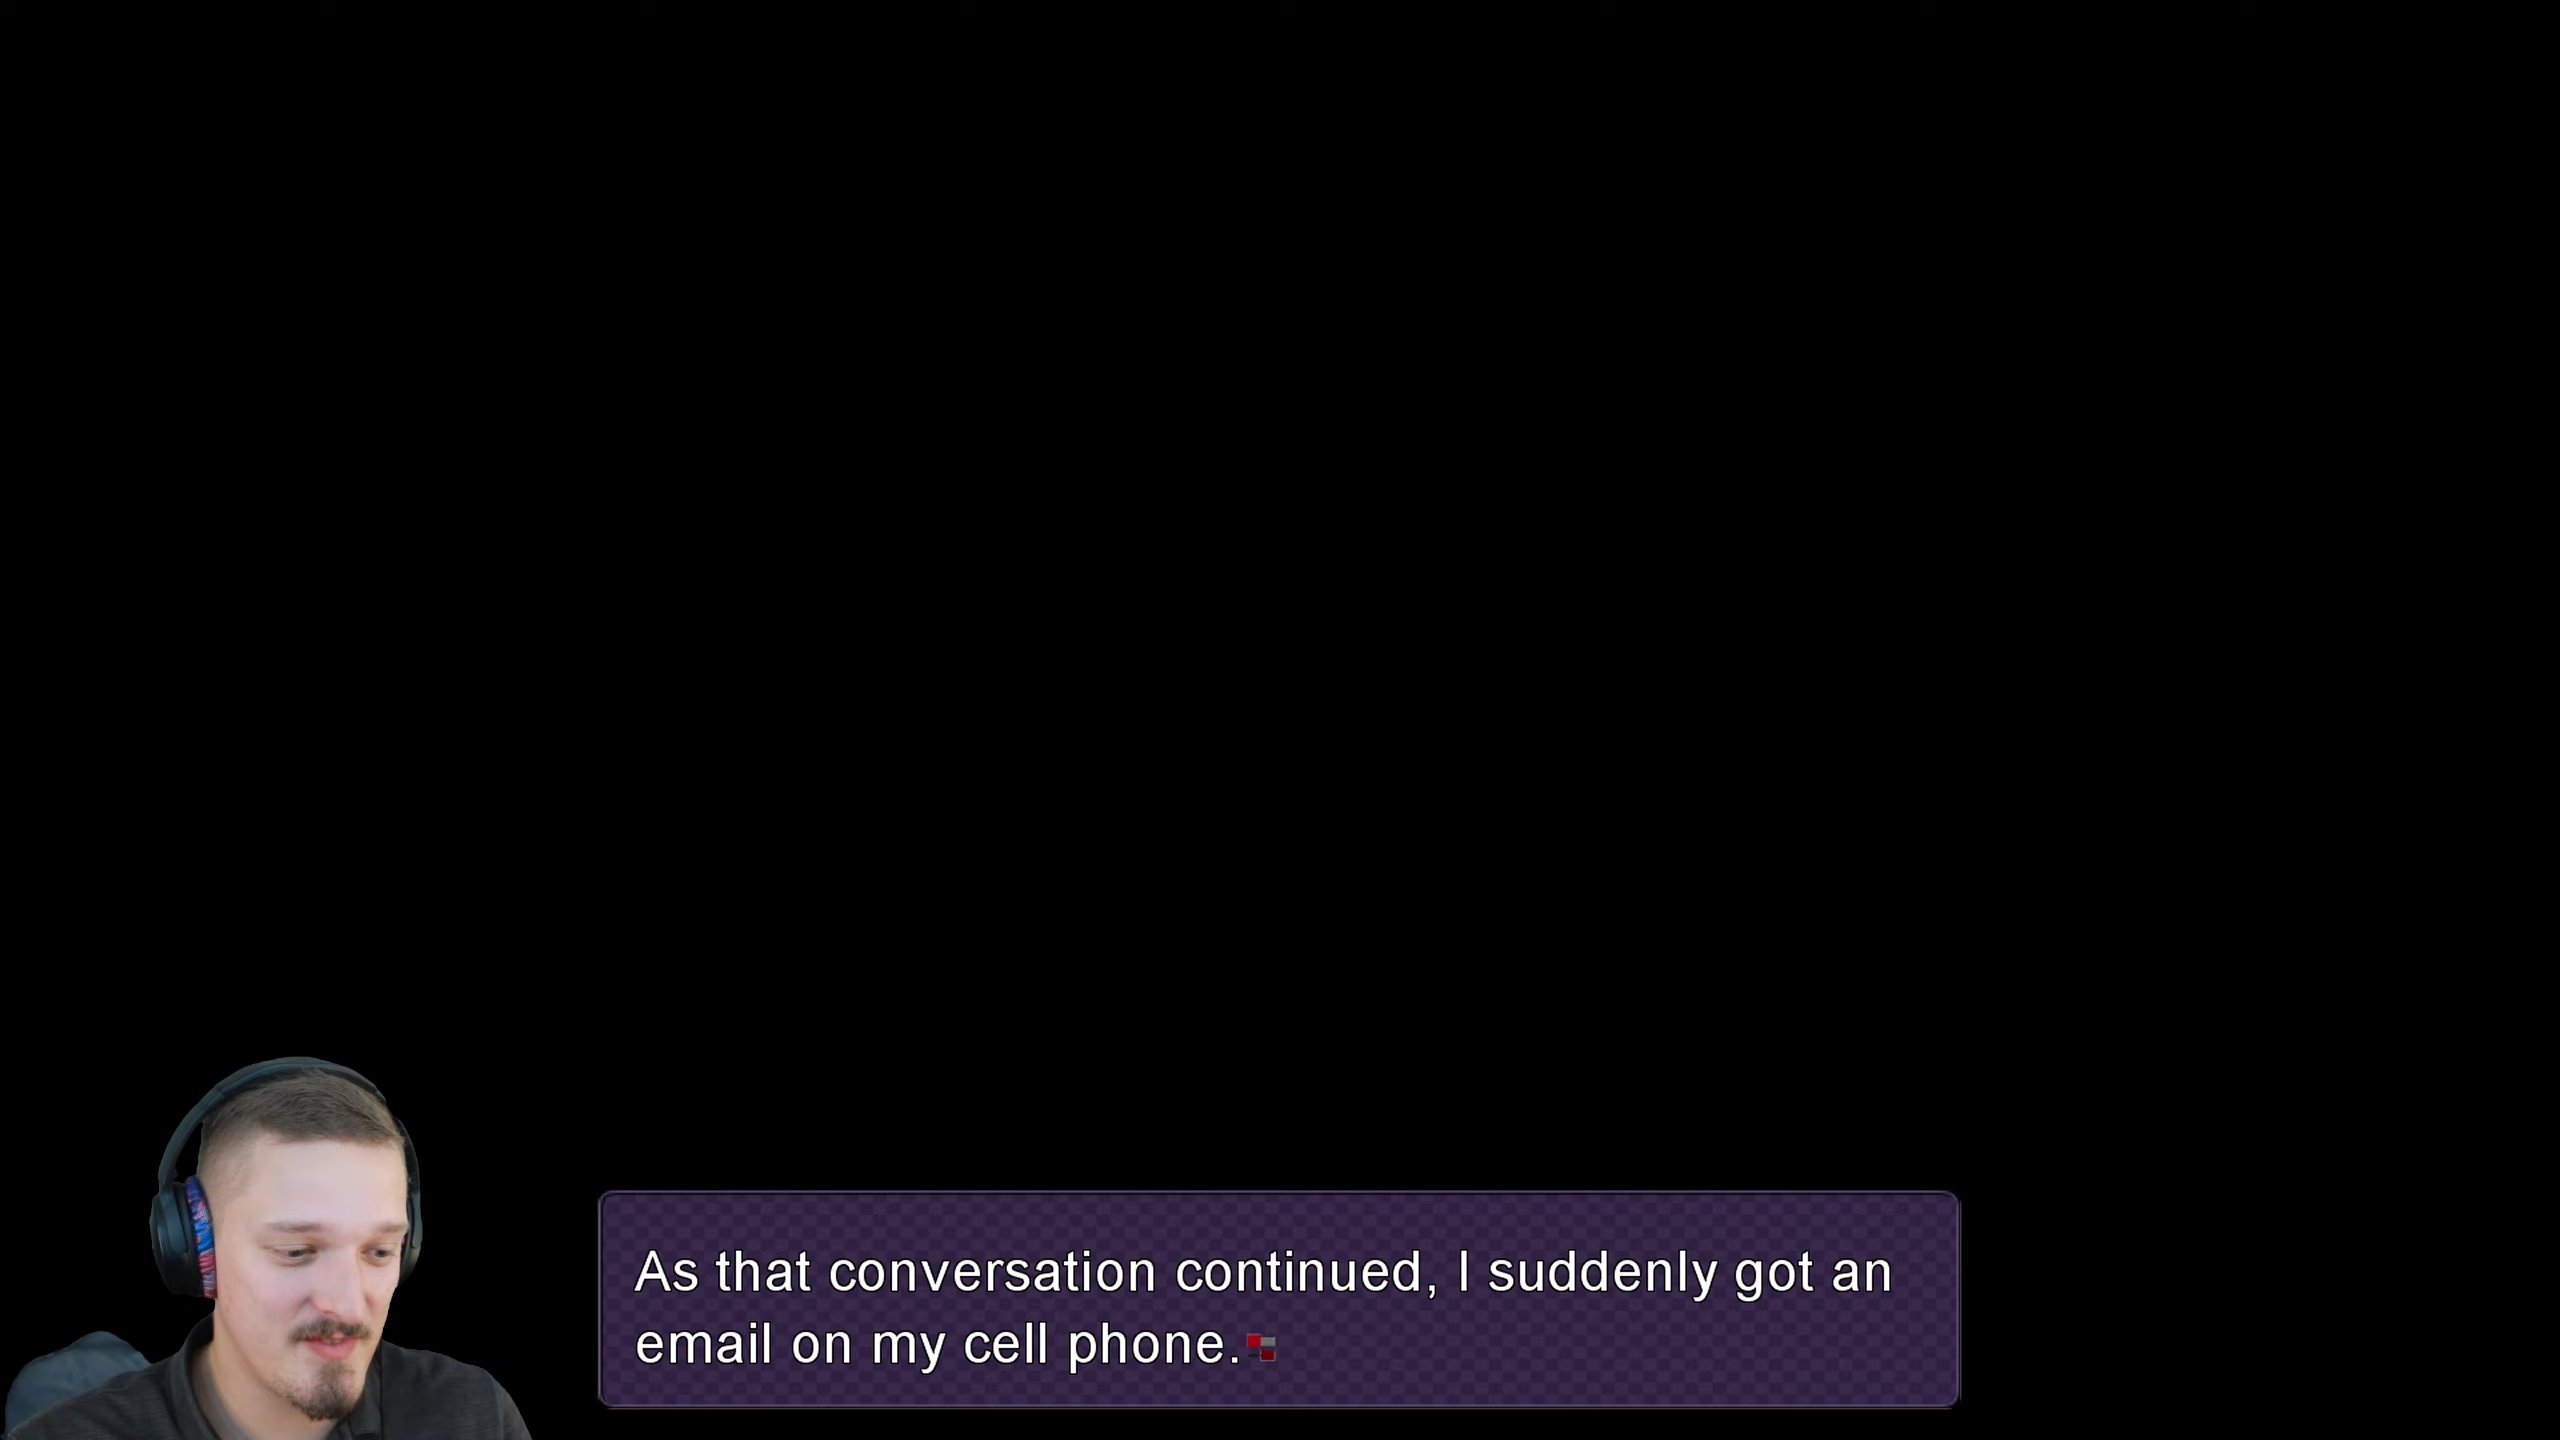 As that conversation continued, I suddenly got an
email on my cell phone.